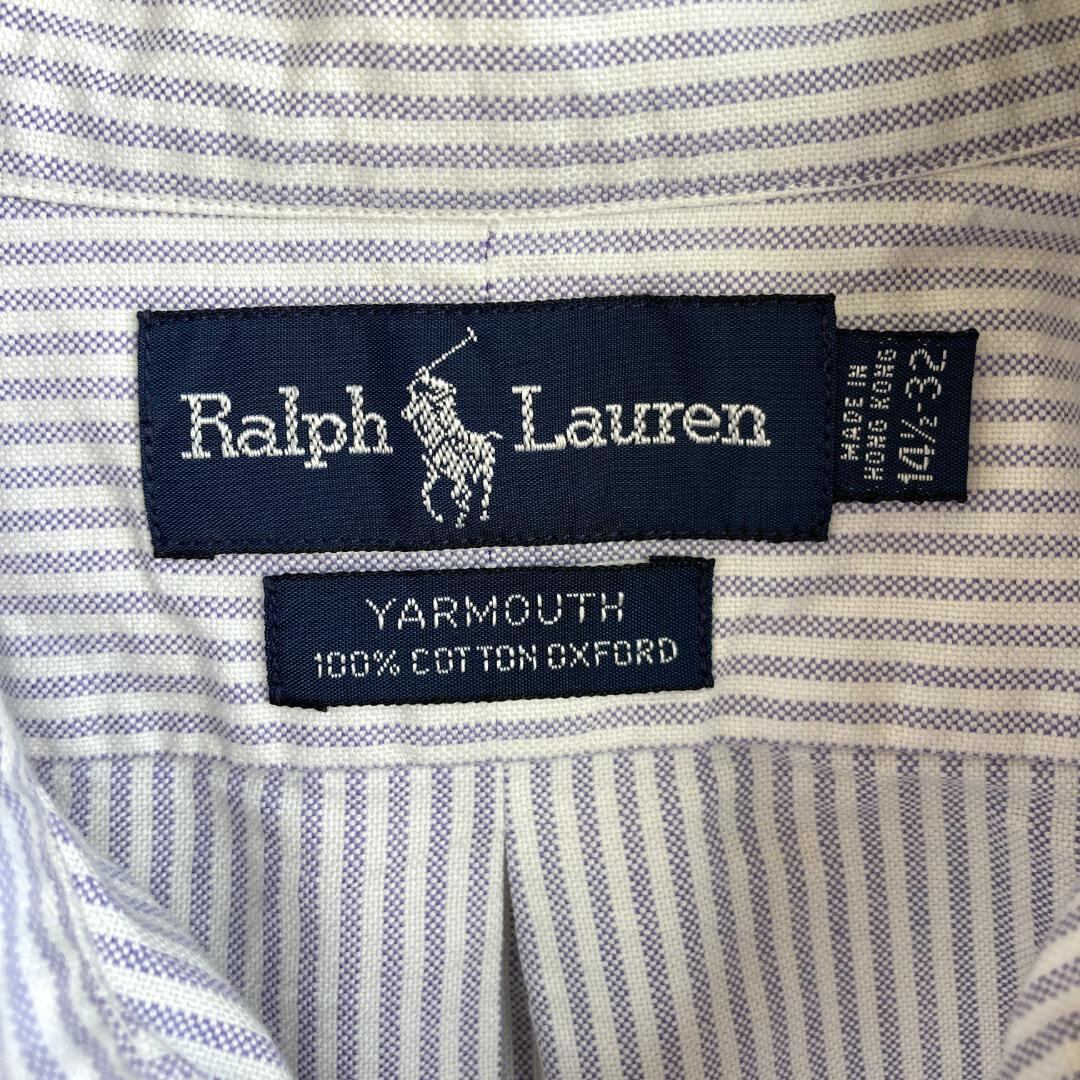 Ralph Lauren
MADE IN
HONG KONG
14½-32
YARMOUTH
100% COTTON OXFORD